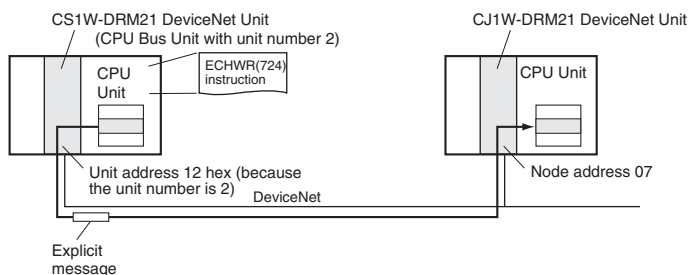 CS1W-DRM21 DeviceNet Unit
(CPU Bus Unit with unit number 2)
CJ1W-DRM21 DeviceNet Unit
CPU
Unit
ECHWR(724)
instruction
CPU Unit
Unit address 12 hex (because
the unit number is 2)
Node address 07
DeviceNet
Explicit
message